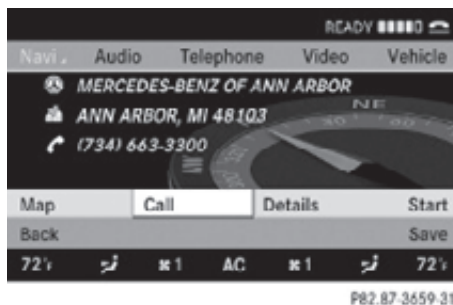 READY
Navi Audio Telephone Video Vehicle
MERCEDES-BENZ OF ANN ARBOR
ANN ARBOR, MI 48103
NE
(734) 663-3300
Map Call Details Start
Back Save
72°F 1 AC 1 72°F
P82.87-3659-31